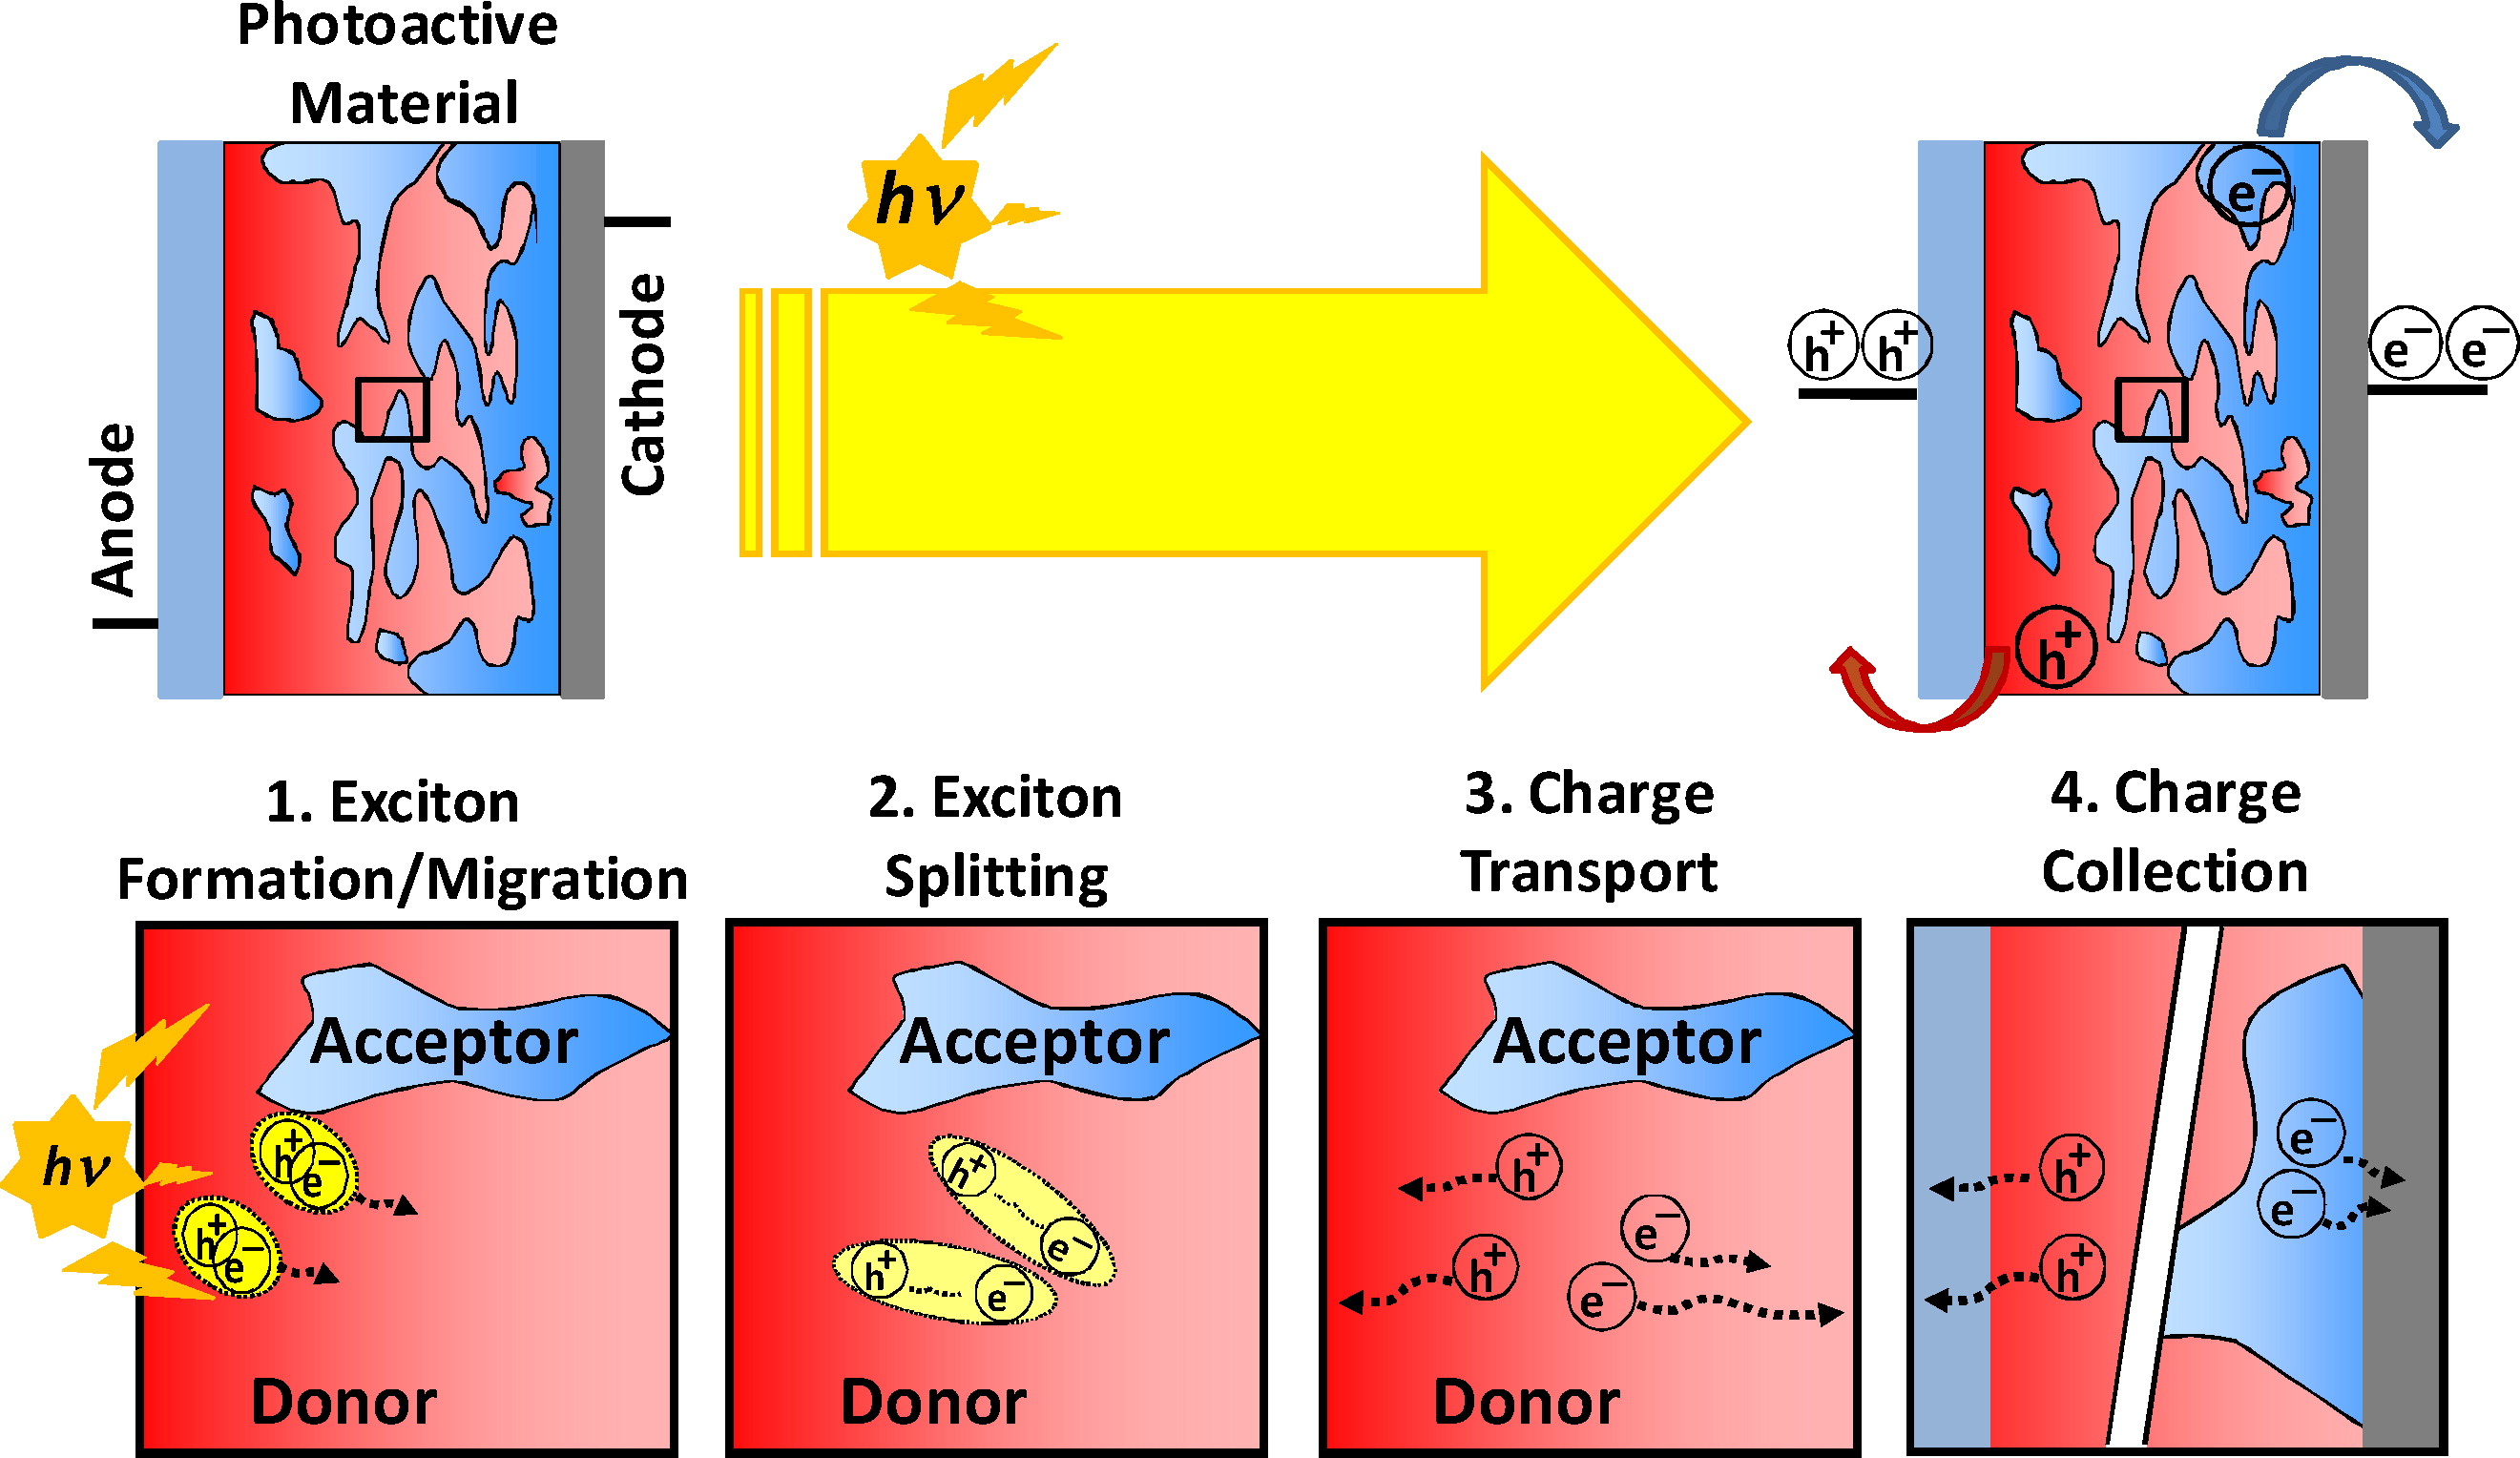 Photoactive
Material
Anode
Cathode
hν
e⁻
h⁺ h⁺
e⁻ e⁻
h⁺
1. Exciton
Formation/Migration
2. Exciton
Splitting
3. Charge
Transport
4. Charge
Collection
hν
Acceptor
h⁺ e⁻
h⁺ e⁻
Donor
Acceptor
h⁺ e⁻
h⁺ e⁻
Donor
Acceptor
h⁺
e⁻
h⁺
e⁻
Donor
e⁻
h⁺
e⁻
h⁺